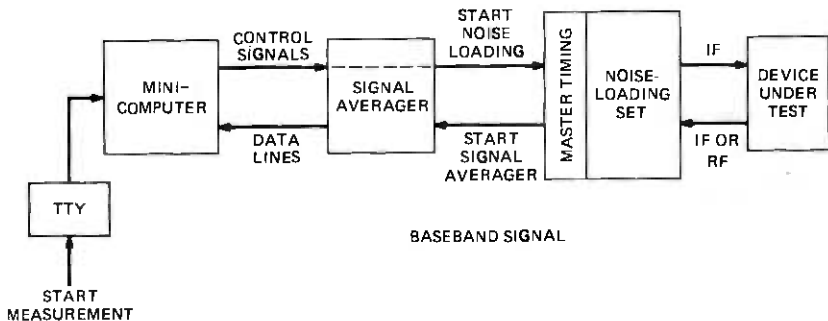 START
NOISE
LOADING
CONTROL
SIGNALS
MINI-
COMPUTER
SIGNAL
AVERAGER
MASTER TIMING
NOISE-
LOADING
SET
IF
DEVICE
UNDER
TEST
DATA
LINES
START
SIGNAL
AVERAGER
IF OR
RF
TTY
BASEBAND SIGNAL
START
MEASUREMENT